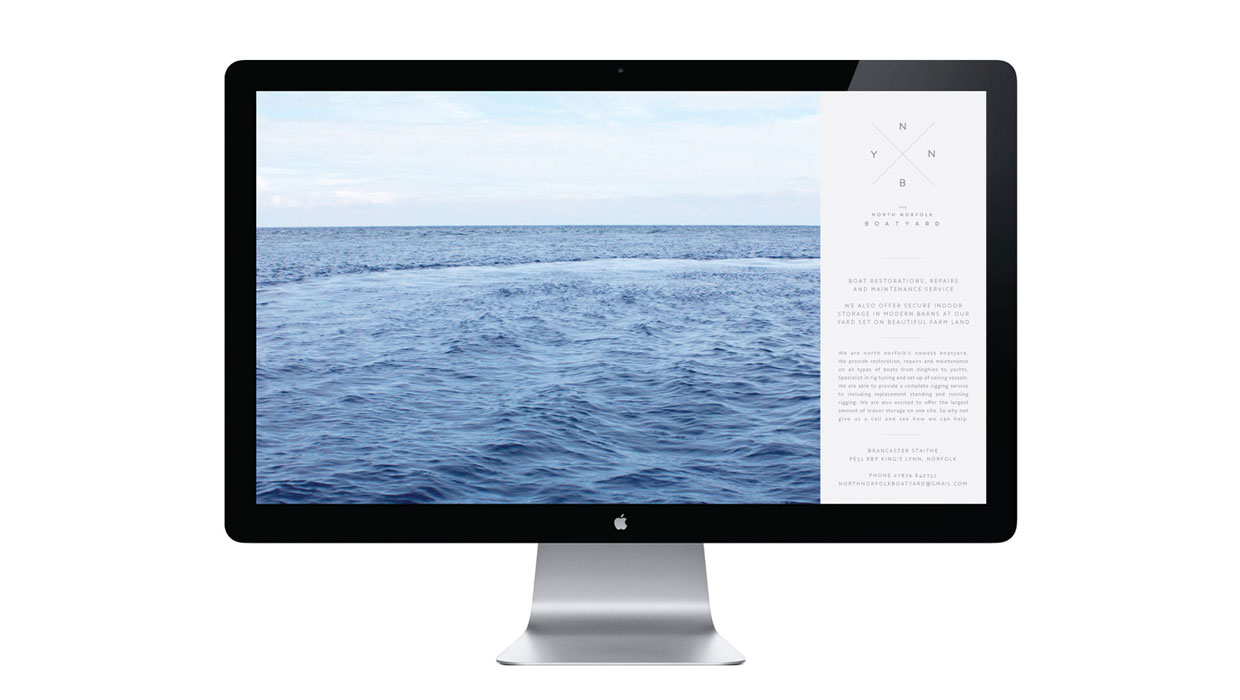 N
Y N
B
THE
NORTH NORFOLK
BOATYARD
BOAT RESTORATIONS, REPAIRS
AND MAINTENANCE SERVICE
WE ALSO OFFER SECURE INDOOR
STORAGE IN MODERN BARNS AT OUR
YARD SET ON BEAUTIFUL FARM LAND
We are north norfolk's newest boatyard.
We provide restoration, repairs and maintenance
on all types of boats from dinghies to yachts.
Specialist in rig tuning and set up of sailing vessels.
We are able to provide a complete rigging service
to including replacement standing and running
rigging. We are also excited to offer the largest
amount of indoor storage on one site. So why not
give us a call and see how we can help.
BRANCASTER STAITHE
KING'S LYNN, NORFOLK
PHONE
NORTHNORFOLKBOATYARD@GMAIL.COM